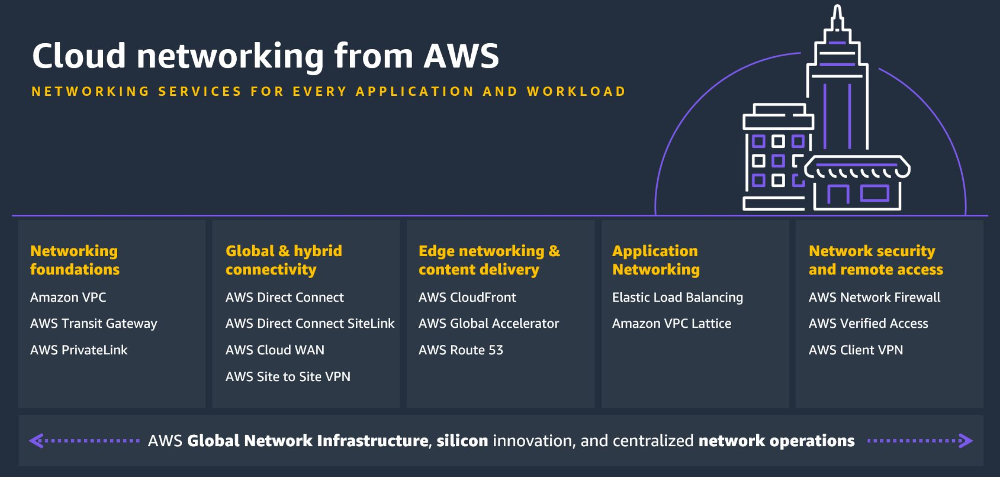 Cloud networking from AWS
NETWORKING SERVICES FOR EVERY APPLICATION AND WORKLOAD
Networking
foundations
Amazon VPC
AWS Transit Gateway
AWS PrivateLink
Global & hybrid
connectivity
AWS Direct Connect
AWS Direct Connect SiteLink
AWS Cloud WAN
AWS Site to Site VPN
Edge networking &
content delivery
AWS CloudFront
AWS Global Accelerator
AWS Route 53
Application
Networking
Elastic Load Balancing
Amazon VPC Lattice
Network security
and remote access
AWS Network Firewall
AWS Verified Access
AWS Client VPN
AWS Global Network Infrastructure, silicon innovation, and centralized network operations